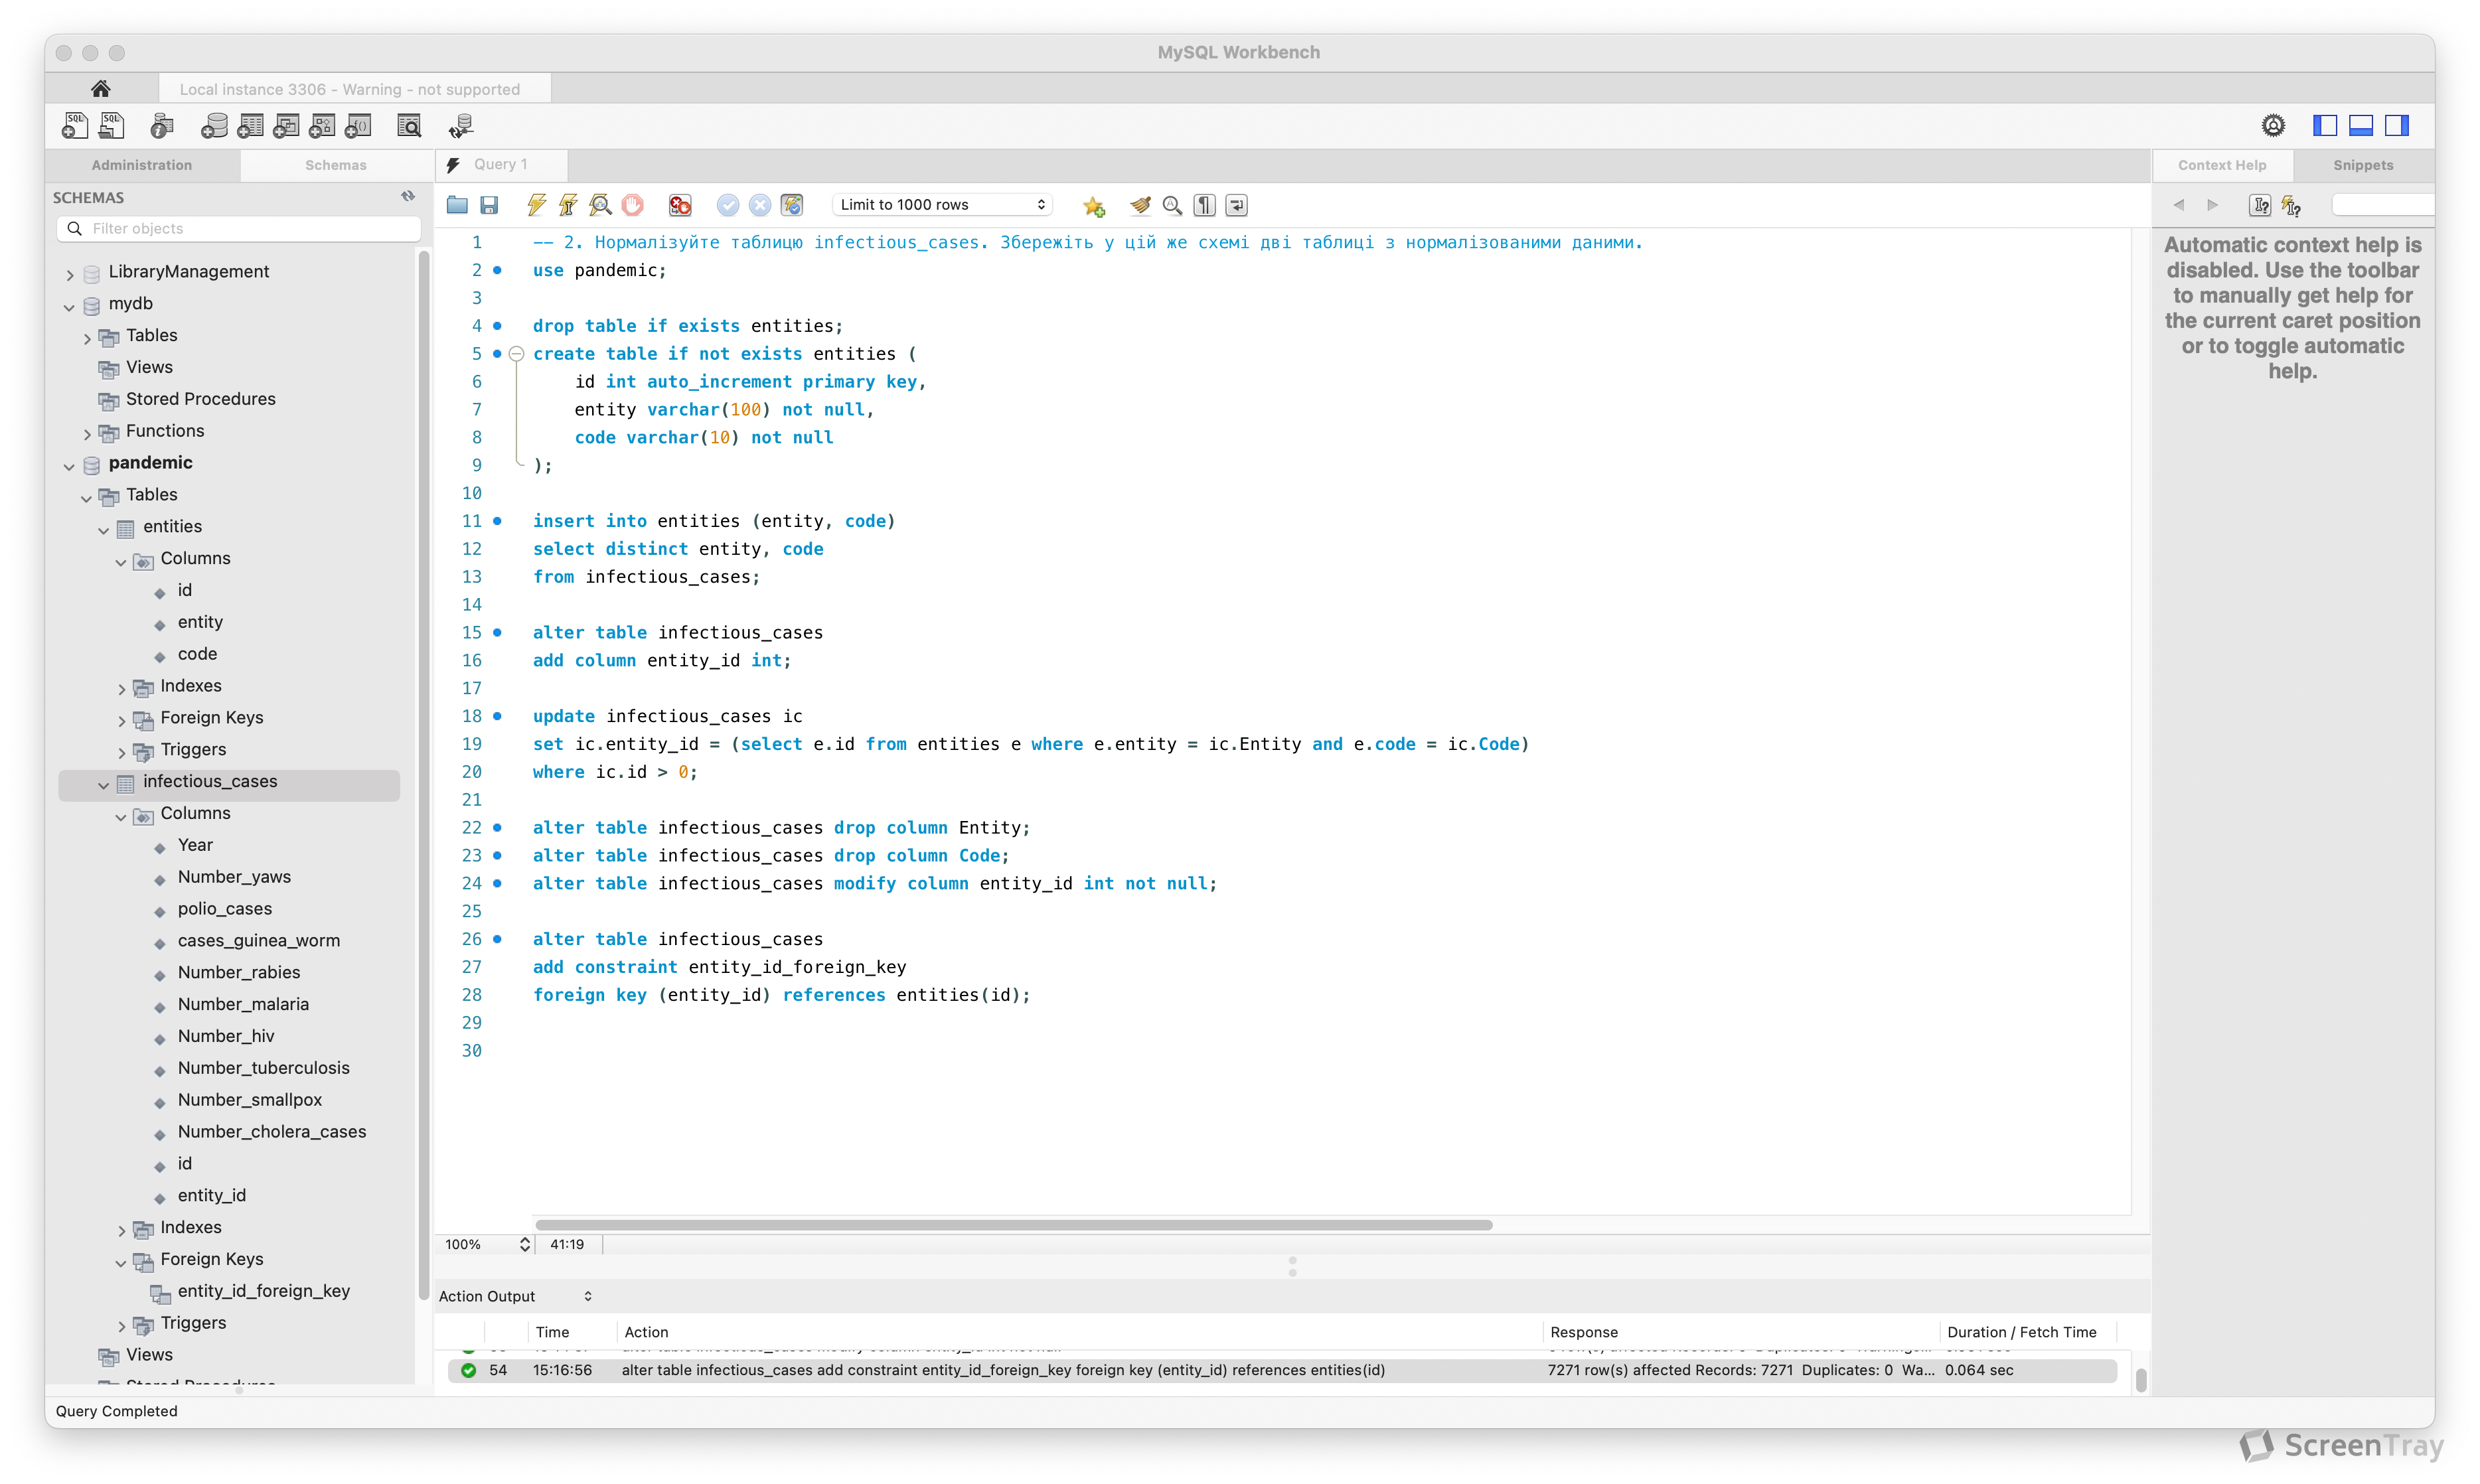 MySQL Workbench
Local instance 3306 - Warning - not supported
Administration
Schemas
SCHEMAS
Filter objects
LibraryManagement
mydb
Tables
Views
Stored Procedures
Functions
pandemic
Tables
entities
Columns
id
entity
code
Indexes
Foreign Keys
Triggers
infectious_cases
Columns
Year
Number_yaws
polio_cases
cases_guinea_worm
Number_rabies
Number_malaria
Number_hiv
Number_tuberculosis
Number_smallpox
Number_cholera_cases
id
entity_id
Indexes
Foreign Keys
entity_id_foreign_key
Triggers
Views
Query 1
Limit to 1000 rows
1 -- 2. Нормалізуйте таблицю infectious_cases. Збережіть у цій же схемі дві таблиці з нормалізованими даними.
2 use pandemic;
3
4 drop table if exists entities;
5 create table if not exists entities (
6 id int auto_increment primary key,
7 entity varchar(100) not null,
8 code varchar(10) not null
9 );
10
11 insert into entities (entity, code)
12 select distinct entity, code
13 from infectious_cases;
14
15 alter table infectious_cases
16 add column entity_id int;
17
18 update infectious_cases ic
19 set ic.entity_id = (select e.id from entities e where e.entity = ic.Entity and e.code = ic.Code)
20 where ic.id > 0;
21
22 alter table infectious_cases drop column Entity;
23 alter table infectious_cases drop column Code;
24 alter table infectious_cases modify column entity_id int not null;
25
26 alter table infectious_cases
27 add constraint entity_id_foreign_key
28 foreign key (entity_id) references entities(id);
29
30
100%
41:19
Action Output
Time Action Response Duration / Fetch Time
54 15:16:56 alter table infectious_cases add constraint entity_id_foreign_key foreign key (entity_id) references entities(id) 7271 row(s) affected Records: 7271 Duplicates: 0 Wa... 0.064 sec
Context Help
Snippets
Automatic context help is
disabled. Use the toolbar
to manually get help for
the current caret position
or to toggle automatic
help.
Query Completed
ScreenTray